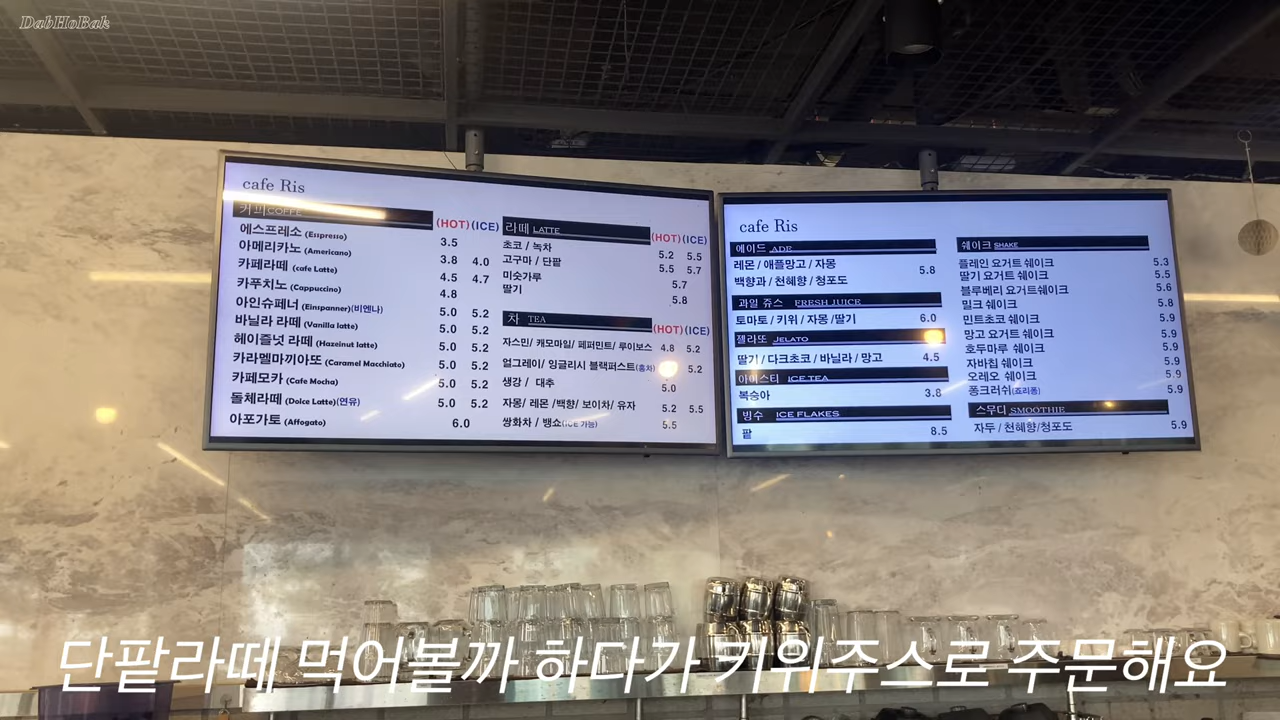 DabHoBak
cafe Ris
커피 COFFE (HOT) (ICE)
에스프레소 (Espresso) 3.5
아메리카노 (Americano) 3.8 4.0
카페라떼 (cafe Latte) 4.5 4.7
카푸치노 (Cappuccino) 4.8
아인슈페너 (Einspanner)(비엔나) 5.0 5.2
바닐라 라떼 (Vanilla latte) 5.0 5.2
헤이즐넛 라떼 (Hazeinut latte) 5.0 5.2
카라멜마끼아또 (Caramel Macchiato) 5.0 5.2
카페모카 (Cafe Mocha) 5.0 5.2
돌체라떼 (Dolce Latte)(연유) 5.0 5.2
아포가토 (Affogato) 6.0
라떼 LATTE (HOT) (ICE)
초코 / 녹차 5.2 5.5
고구마 / 단팥 5.5 5.7
미숫가루 5.7
딸기 5.8
차 TEA (HOT) (ICE)
자스민/ 캐모마일/ 페퍼민트/ 루이보스 4.8 5.2
얼그레이/ 잉글리시 블랙퍼스트(홍차) 5.2
생강 / 대추 5.0
자몽/ 레몬 /백향/ 보이차/ 유자 5.2 5.5
쌍화차 / 뱅쇼(ICE 가능) 5.5
cafe Ris
에이드 ADE
레몬 / 애플망고 / 자몽
백향과 / 천혜향 / 청포도 5.8
과일 쥬스 FRESH JUICE
토마토 / 키위 / 자몽 /딸기 6.0
젤라또 JELATO
딸기 / 다크초코 / 바닐라 / 망고 4.5
아이스티 ICE TEA
복숭아 3.8
빙수 ICE FLAKES
팥 8.5
쉐이크 SHAKE
플레인 요거트 쉐이크 5.3
딸기 요거트 쉐이크 5.5
블루베리 요거트쉐이크 5.6
밀크 쉐이크 5.8
민트초코 쉐이크 5.9
망고 요거트 쉐이크 5.9
호두마루 쉐이크 5.9
자바칩 쉐이크 5.9
오레오 쉐이크 5.9
퐁크러쉬(죠리퐁) 5.9
스무디 SMOOTHIE
자두 / 천혜향/청포도 5.9
단팥라떼 먹어볼까 하다가 키위주스로 주문해요